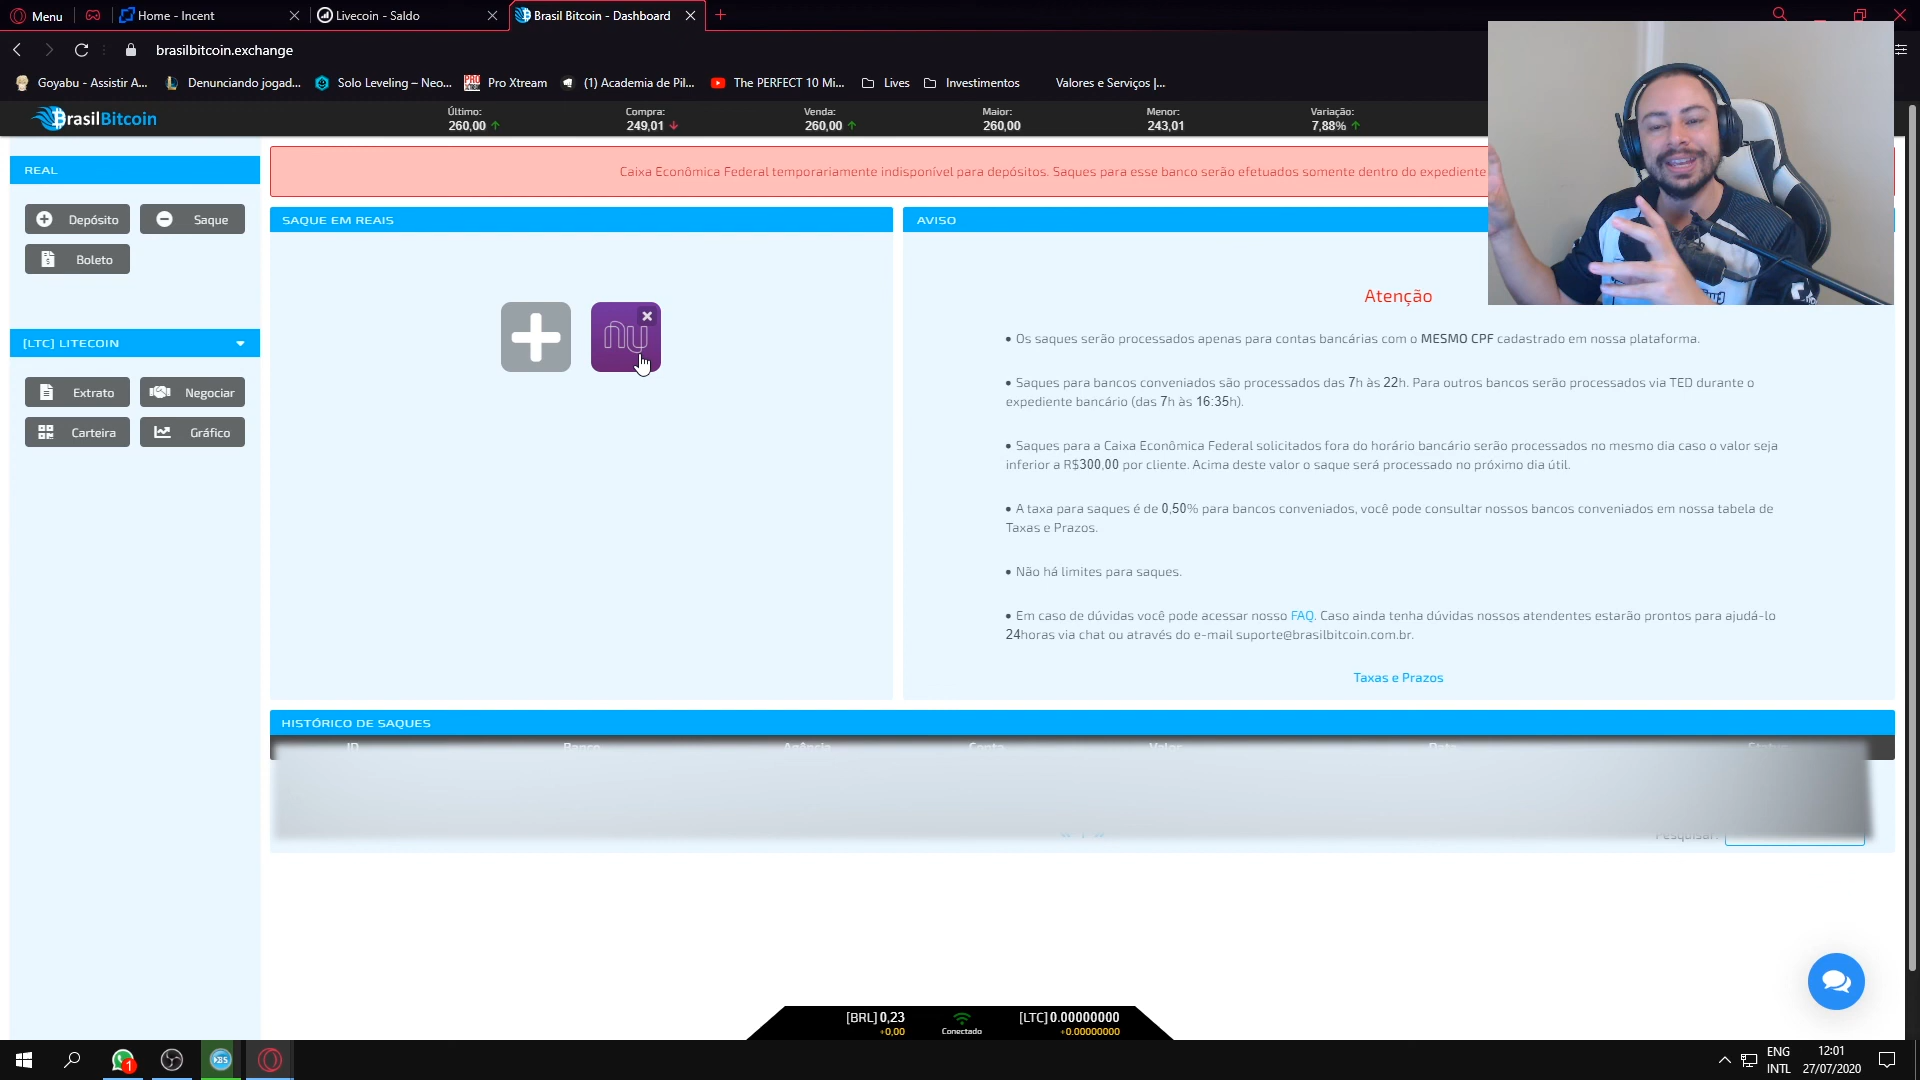 Menu
Home - Incent
Livecoin - Saldo
Brasil Bitcoin - Dashboard
brasilbitcoin.exchange
Goyabu - Assistir A...
Denunciando jogad...
Solo Leveling – Neo...
Pro Xtream
(1) Academia de Pil...
The PERFECT 10 Mi...
Lives
Investimentos
Valores e Serviços |...
BrasilBitcoin
Último:
260,00
Compra:
249,01
Venda:
260,00
Maior:
260,00
Menor:
243,01
Variação:
7,88%
REAL
Depósito
Saque
Boleto
[LTC] LITECOIN
Extrato
Negociar
Carteira
Gráfico
Caixa Econômica Federal temporariamente indisponível para depósitos. Saques para esse banco serão efetuados somente dentro do expediente
SAQUE EM REAIS
nu
AVISO
Atenção
• Os saques serão processados apenas para contas bancárias com o MESMO CPF cadastrado em nossa plataforma.
• Saques para bancos conveniados são processados das 7h às 22h. Para outros bancos serão processados via TED durante o
expediente bancário (das 7h às 16:35h).
• Saques para a Caixa Econômica Federal solicitados fora do horário bancário serão processados no mesmo dia caso o valor seja
inferior a R$300,00 por cliente. Acima deste valor o saque será processado no próximo dia útil.
• A taxa para saques é de 0,50% para bancos conveniados, você pode consultar nossos bancos conveniados em nossa tabela de
Taxas e Prazos.
• Não há limites para saques.
• Em caso de dúvidas você pode acessar nosso FAQ. Caso ainda tenha dúvidas nossos atendentes estarão prontos para ajudá-lo
24horas via chat ou através do e-mail suporte@brasilbitcoin.com.br.
Taxas e Prazos
HISTÓRICO DE SAQUES
ID Banco Agência Conta Valor Data Status
Pesquisar:
[BRL] 0,23
+0,00
Conectado
[LTC] 0.00000000
+0.00000000
1
BS
ENG
INTL
12:01
27/07/2020